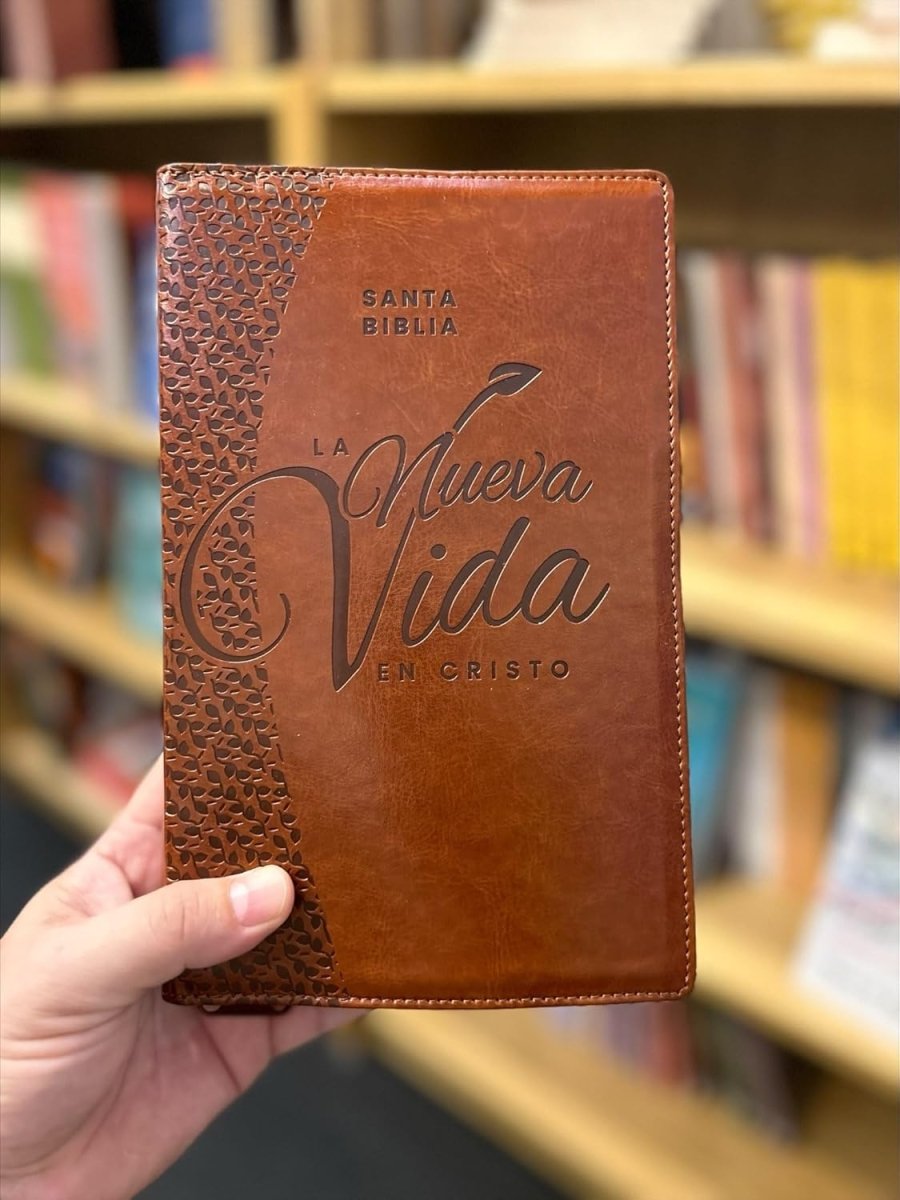 SANTA
BIBLIA
LA Nueva
Vida
EN CRISTO